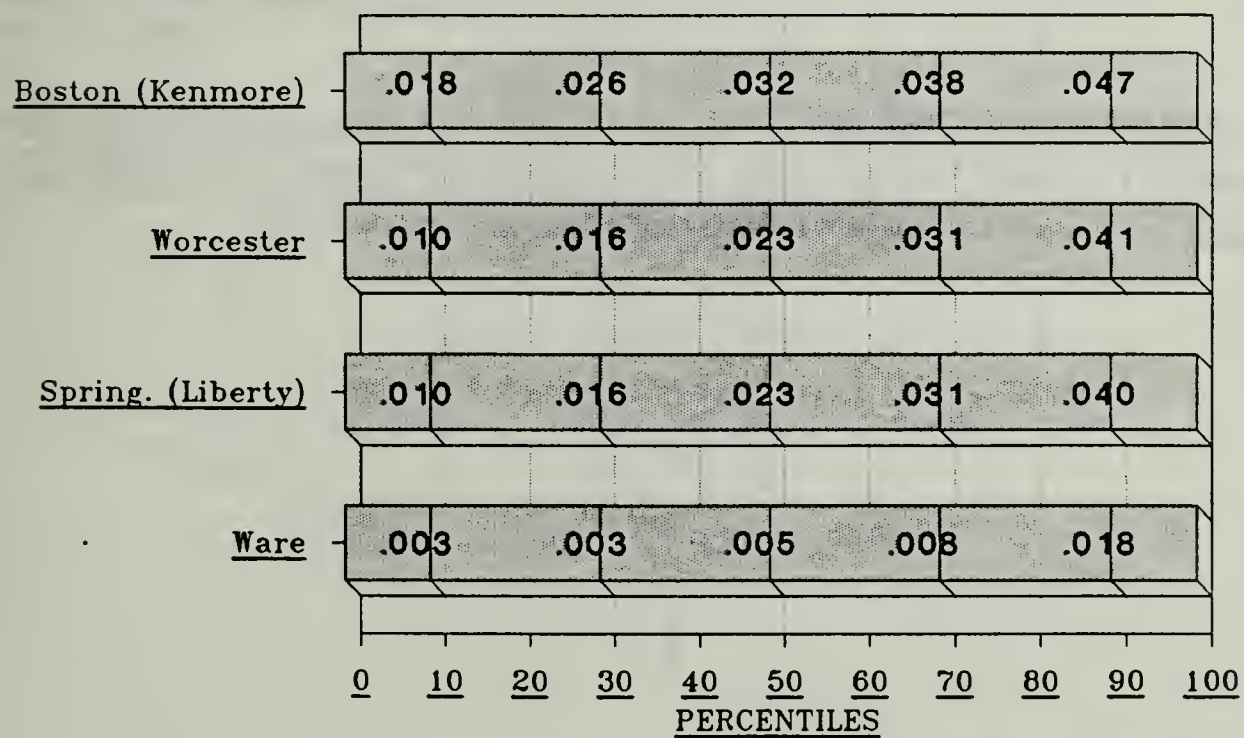 Boston (Kenmore) .018 .026 .032 .038 .047
Worcester .010 .016 .023 .031 .041
Spring. (Liberty) .010 .016 .023 .031 .040
Ware .003 .003 .005 .008 .018
0 10 20 30 40 50 60 70 80 90 100
PERCENTILES